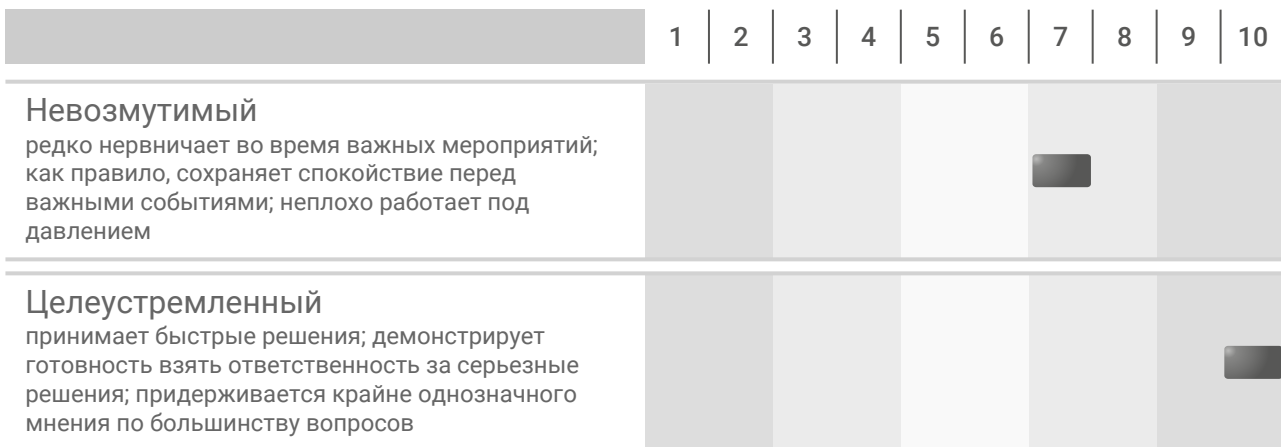 1 2 3 4 5 6 7 8 9 10
Невозмутимый
редко нервничает во время важных мероприятий;
как правило, сохраняет спокойствие перед
важными событиями; неплохо работает под
давлением
Целеустремленный
принимает быстрые решения; демонстрирует
готовность взять ответственность за серьезные
решения; придерживается крайне однозначного
мнения по большинству вопросов